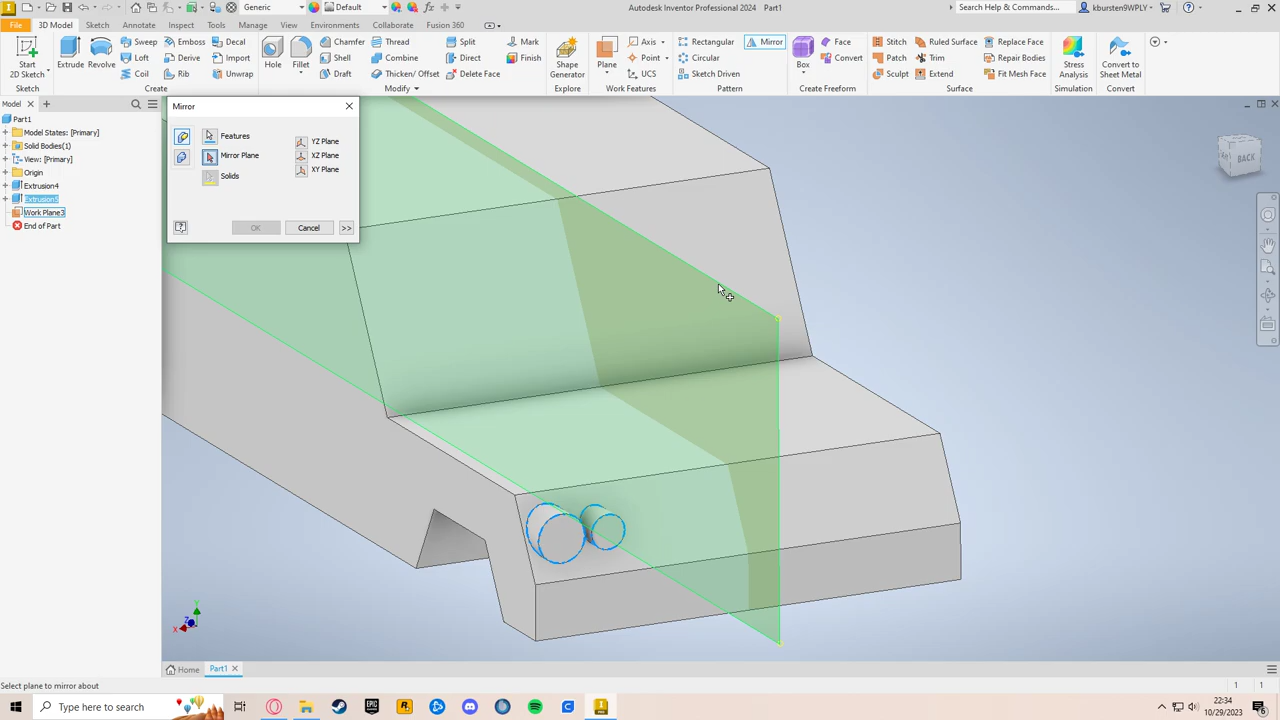 Generic
Default
Autodesk Inventor Professional 2024 Part1
Search Help & Commands...
kbursten9WPLY
File
3D Model
Sketch
Annotate
Inspect
Tools
Manage
View
Environments
Collaborate
Fusion 360
Start
2D Sketch
Extrude
Revolve
Sweep
Loft
Coil
Emboss
Derive
Rib
Decal
Import
Unwrap
Hole
Fillet
Chamfer
Shell
Draft
Thread
Combine
Thicken/ Offset
Split
Direct
Delete Face
Mark
Finish
Shape
Generator
Plane
Axis
Point
UCS
Rectangular
Circular
Sketch Driven
Mirror
Box
Face
Convert
Stitch
Patch
Sculpt
Ruled Surface
Trim
Extend
Replace Face
Repair Bodies
Fit Mesh Face
Stress
Analysis
Convert to
Sheet Metal
Sketch
Create
Modify
Explore
Work Features
Pattern
Create Freeform
Surface
Simulation
Convert
Model
Part1
Model States: [Primary]
Solid Bodies(1)
View: [Primary]
Origin
Extrusion4
Extrusion5
Work Plane3
End of Part
Mirror
Features
Mirror Plane
Solids
YZ Plane
XZ Plane
XY Plane
OK
Cancel
>>
BACK
X
Y
Z
Home
Part1
Select plane to mirror about
1
1
Type here to search
22:34
10/29/2023